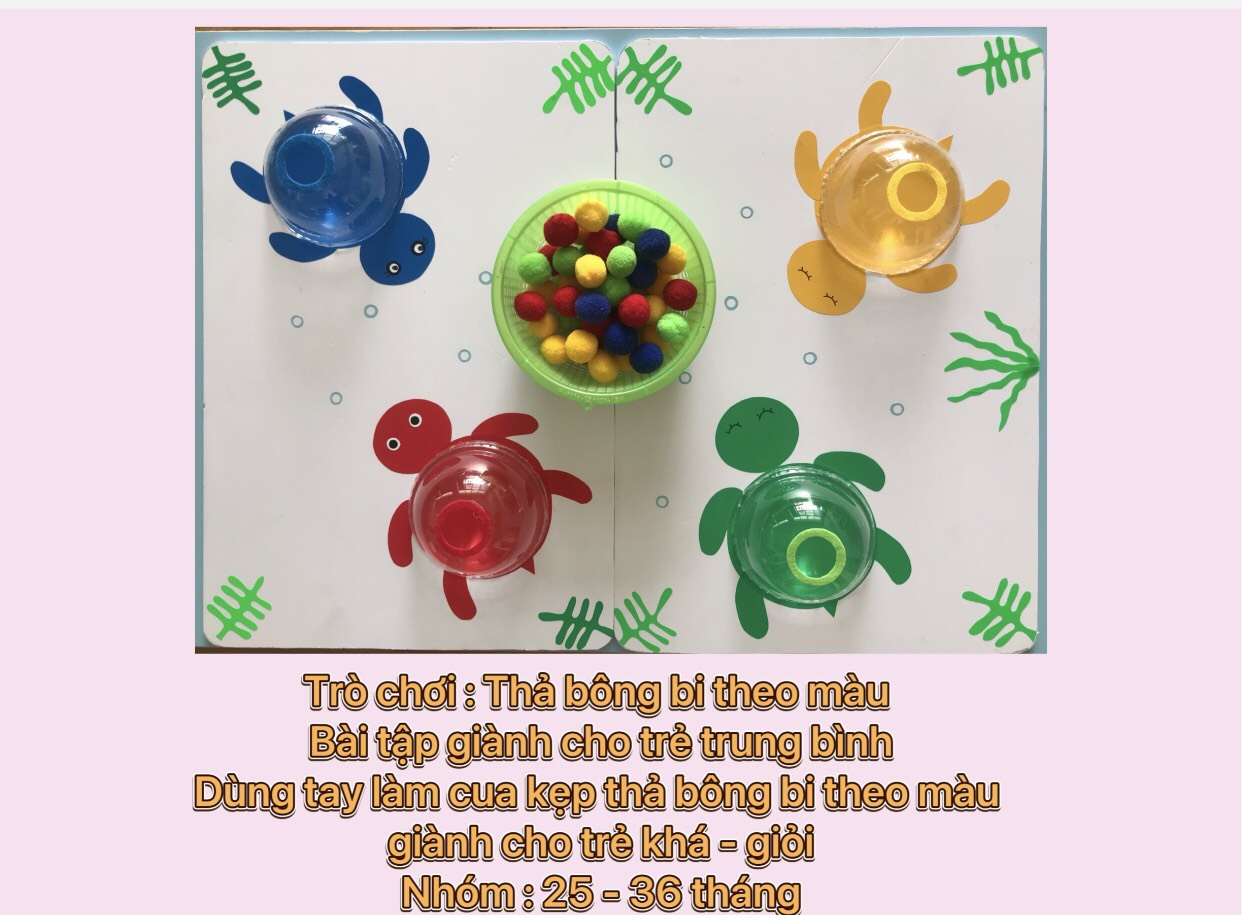 Trò chơi : Thả bông bi theo màu
Bài tập giành cho trẻ trung bình
Dùng tay làm cua kẹp thả bông bi theo màu
giành cho trẻ khá - giỏi
Nhóm : 25 - 36 tháng